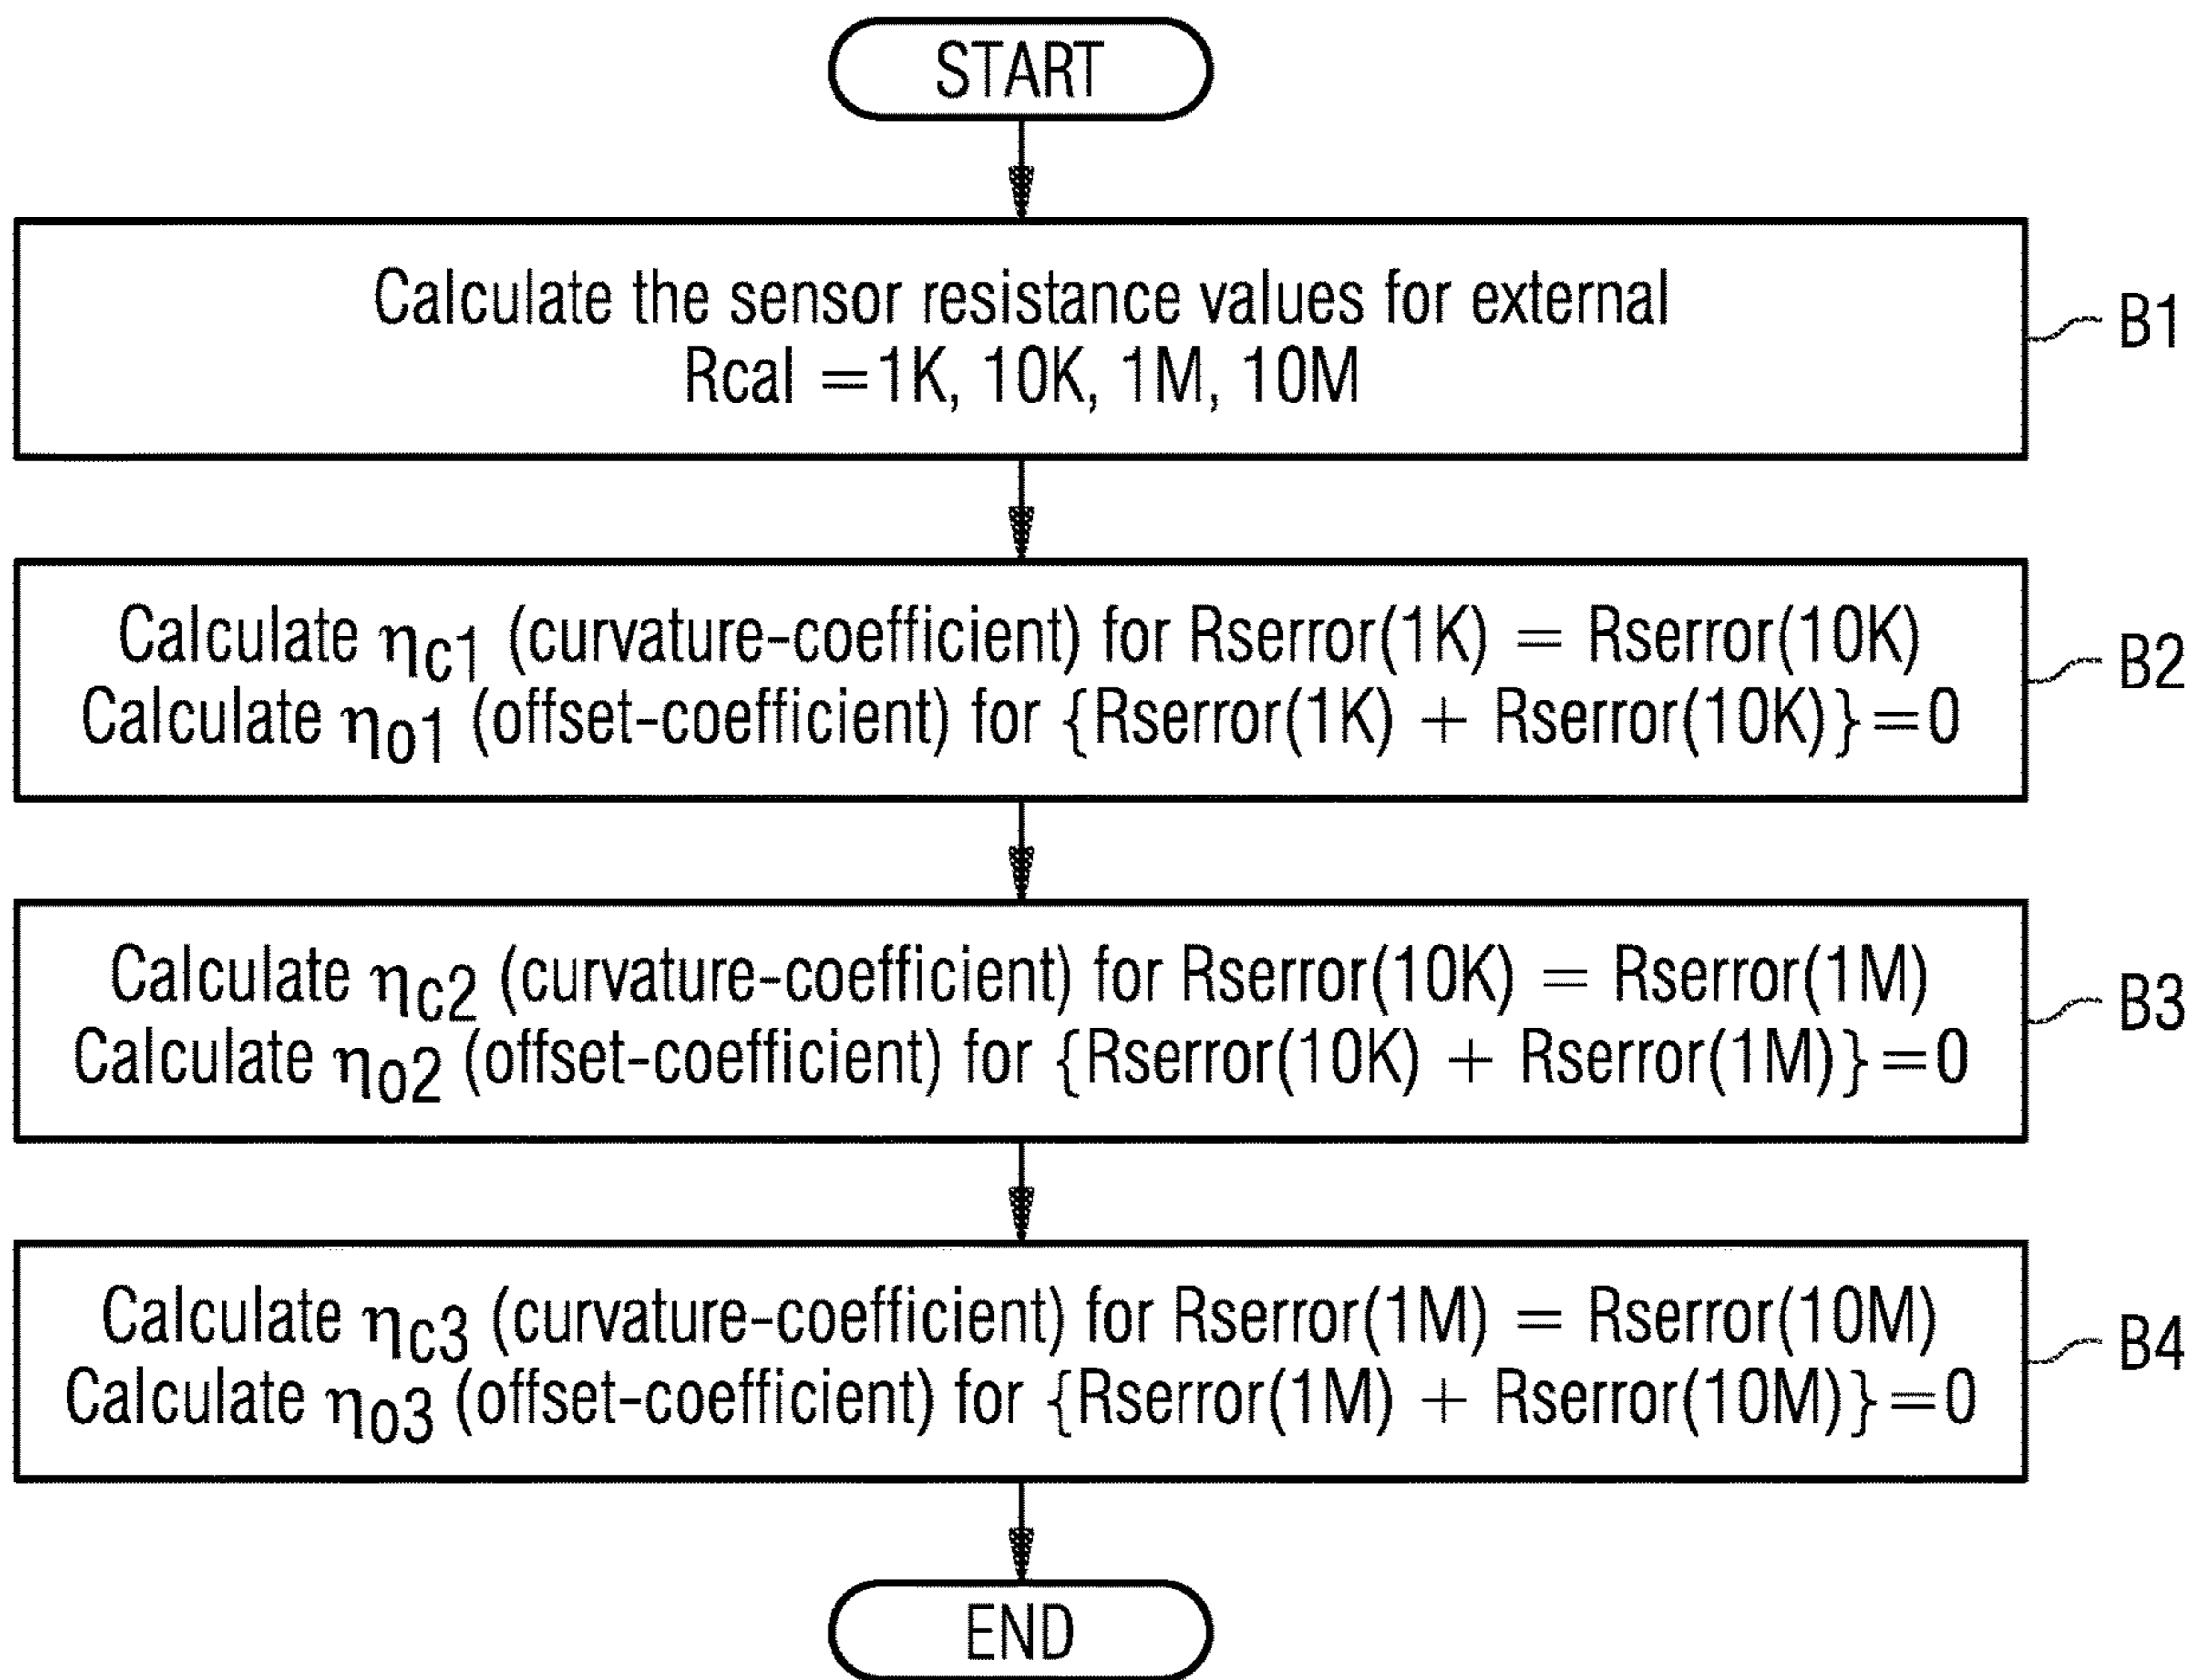 START
Calculate the sensor resistance values for external
Rcal = 1K, 10K, 1M, 10M
B1
Calculate ηc1 (curvature-coefficient) for Rserror(1K) = Rserror(10K)
Calculate ηo1 (offset-coefficient) for {Rserror(1K) + Rserror(10K)}=0
B2
Calculate ηc2 (curvature-coefficient) for Rserror(10K) = Rserror(1M)
Calculate ηo2 (offset-coefficient) for {Rserror(10K) + Rserror(1M)}=0
B3
Calculate ηc3 (curvature-coefficient) for Rserror(1M) = Rserror(10M)
Calculate ηo3 (offset-coefficient) for {Rserror(1M) + Rserror(10M)}=0
B4
END